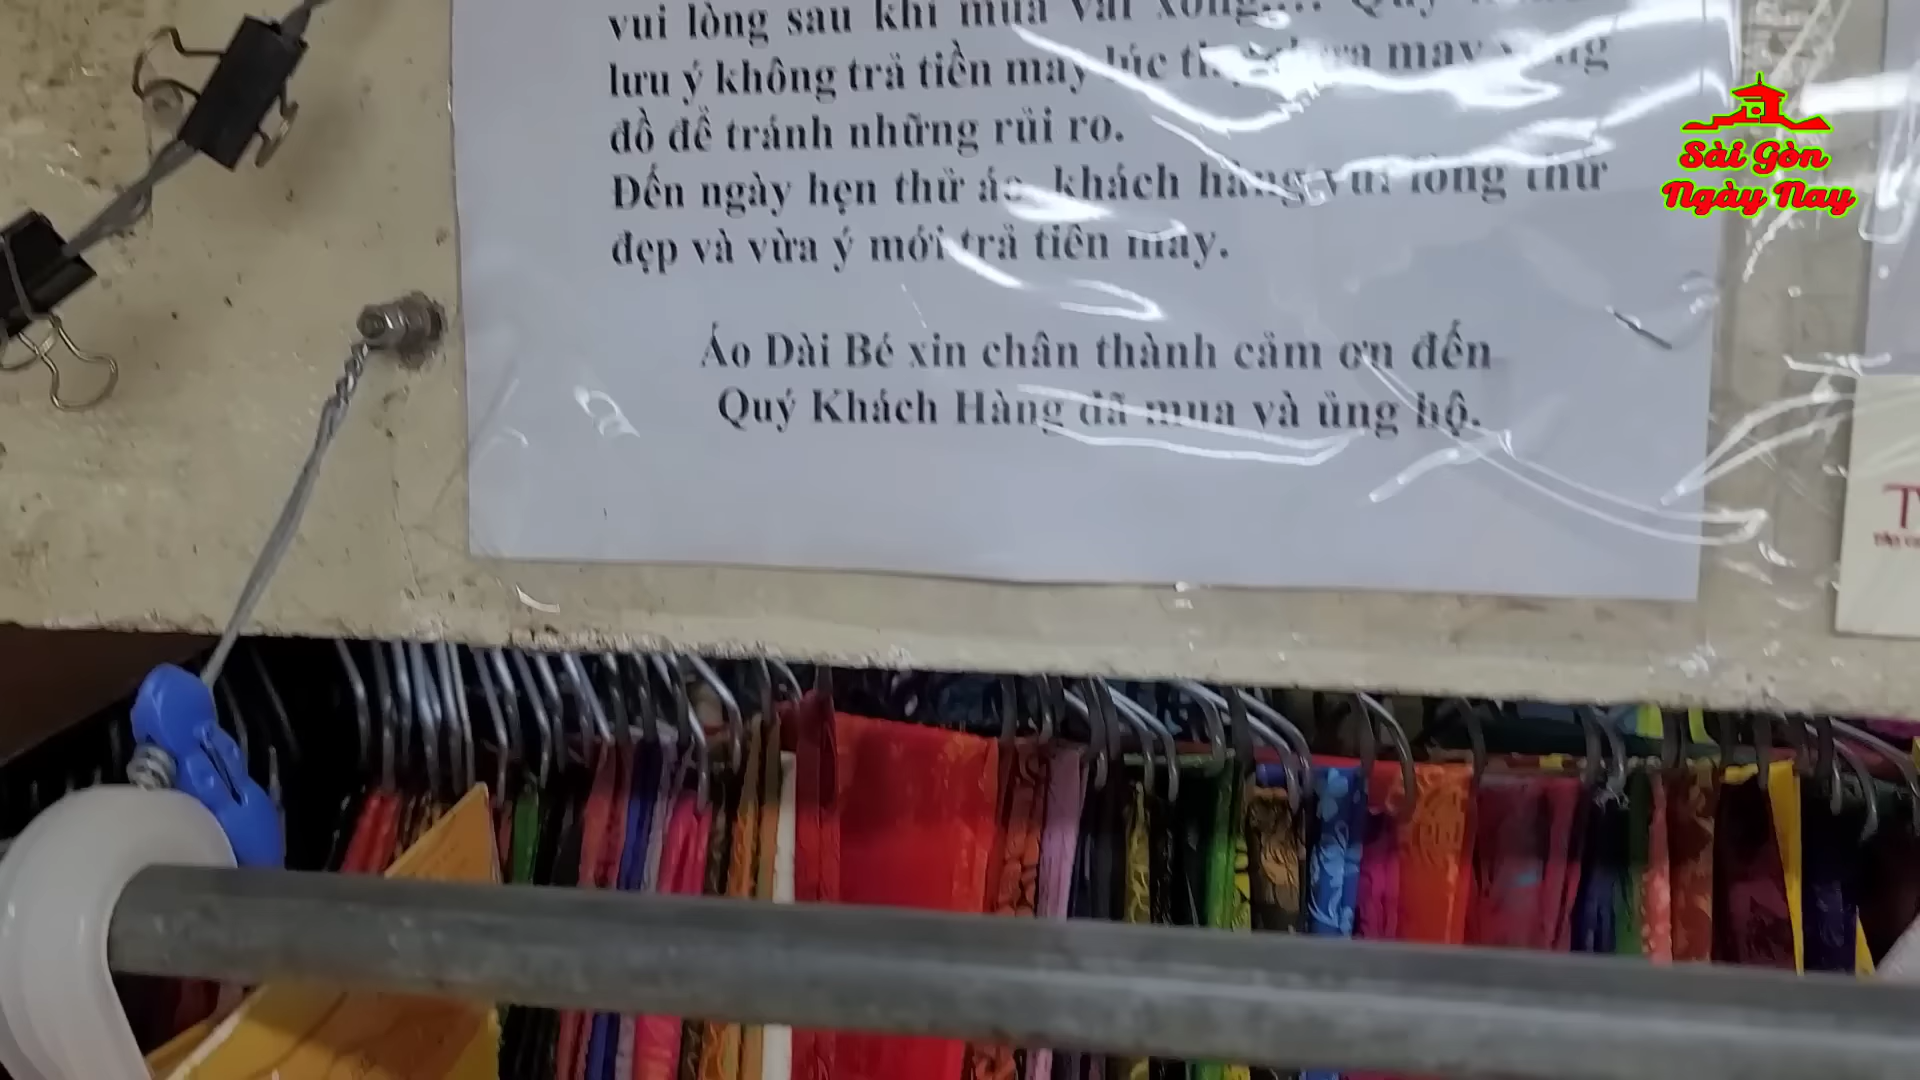 vui lòng sau khi mua vải xong.... Quý
lưu ý không trả tiền may lúc
đồ để tránh những rủi ro.
Đến ngày hẹn thử áo, khách hàng vui lòng thử
đẹp và vừa ý mới trả tiền may.
Áo Dài Bé xin chân thành cảm ơn đến
Quý Khách Hàng đã mua và ủng hộ.
Sài Gòn
Ngày Nay